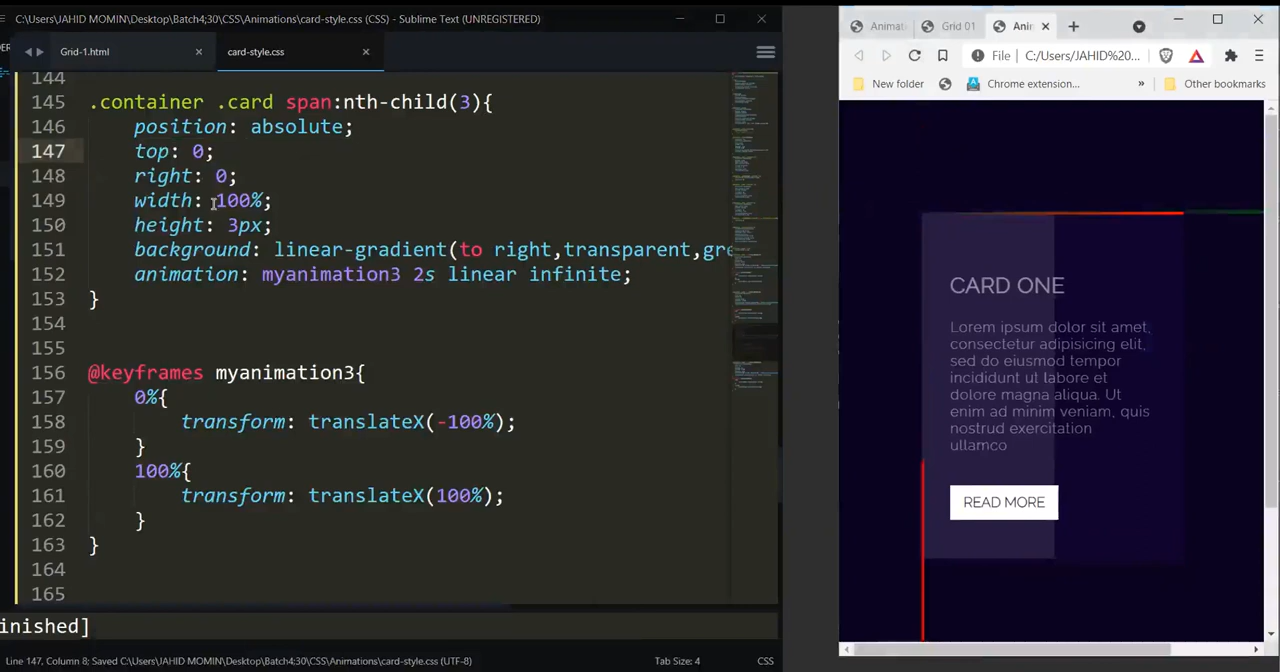 C:\Users\JAHID MOMIN\Desktop\Batch4;30\CSS\Animations\card-style.css (CSS) - Sublime Text (UNREGISTERED)
Grid-1.html
card-style.css
144
145 .container .card span:nth-child(3){
146 position: absolute;
147 top: 0;
148 right: 0;
149 width: 100%;
150 height: 3px;
151 background: linear-gradient(to right,transparent,gre
152 animation: myanimation3 2s linear infinite;
153 }
154
155
156 @keyframes myanimation3{
157 0%{
158 transform: translateX(-100%);
159 }
160 100%{
161 transform: translateX(100%);
162 }
163 }
164
165
inished]
Line 147, Column 8; Saved C:\Users\JAHID MOMIN\Desktop\Batch4;30\CSS\Animations\card-style.css (UTF-8)
Tab Size: 4
CSS
Animat
Grid 01
Anin
File
C:/Users/JAHID%20...
New folder
Chrome extension...
»
Other bookmarks
CARD ONE
Lorem ipsum dolor sit amet,
consectetur adipisicing elit,
sed do eiusmod tempor
incididunt ut labore et
dolore magna aliqua. Ut
enim ad minim veniam, quis
nostrud exercitation
ullamco
READ MORE